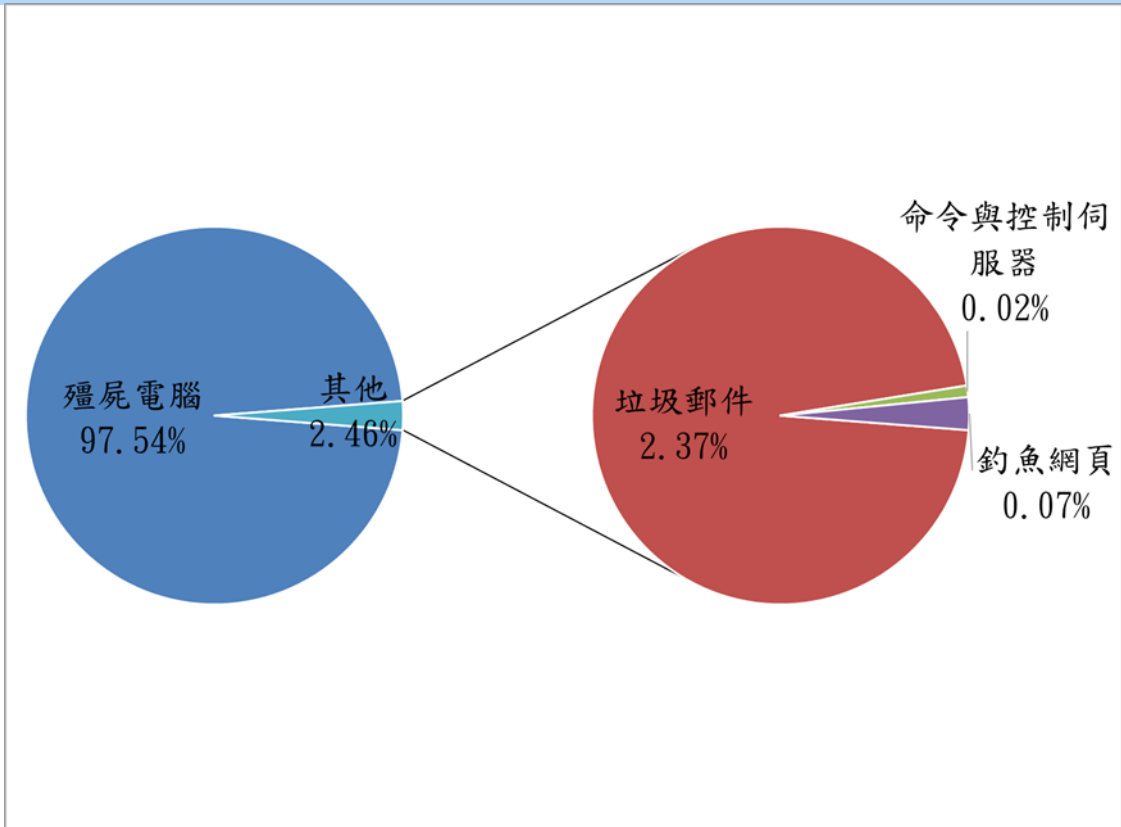 殭屍電腦
97.54%
其他
2.46%
垃圾郵件
2.37%
命令與控制伺
服器
0.02%
釣魚網頁
0.07%